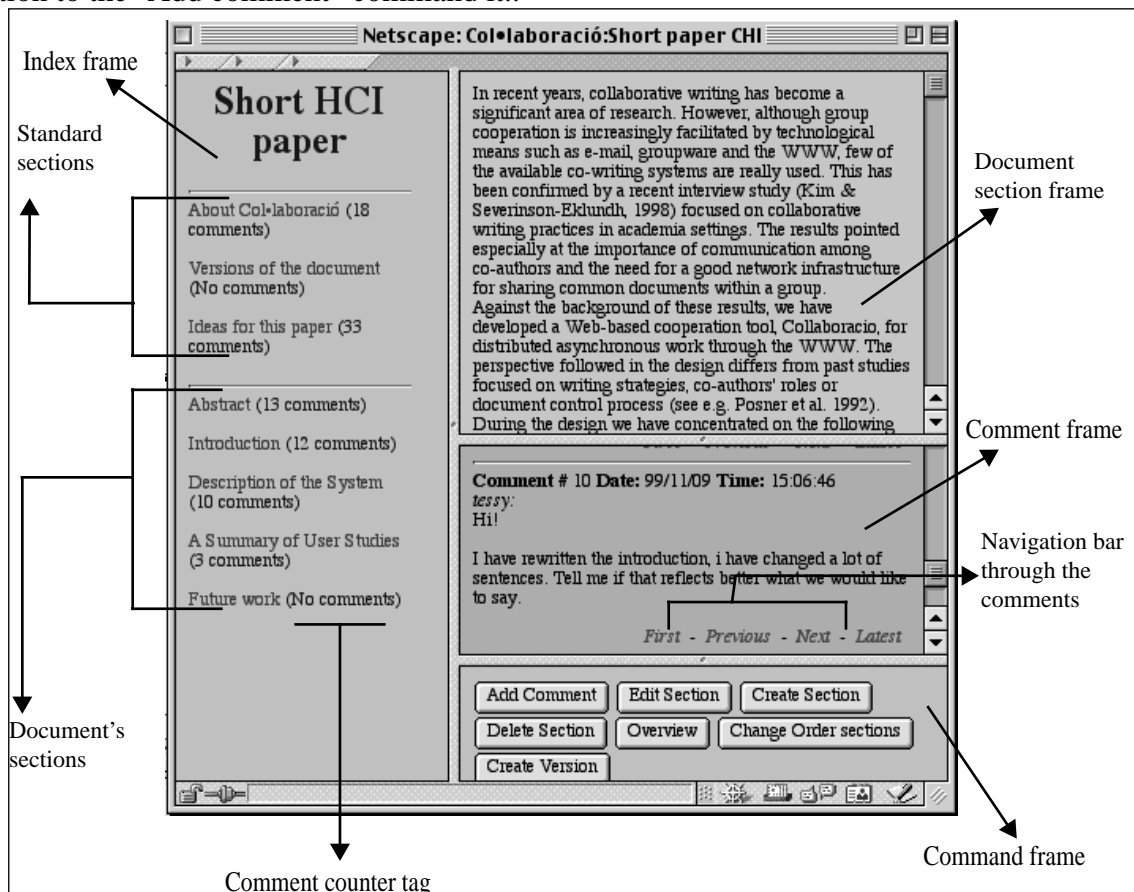 tion to the "Add comment" command it..
Netscape: Col•laboració:Short paper CHI
Index frame
Standard
sections
Short HCI
paper
About Col•laboració (18
comments)
Versions of the document
(No comments)
Ideas for this paper (33
comments)
Abstract (13 comments)
Introduction (12 comments)
Description of the System
(10 comments)
A Summary of User Studies
(3 comments)
Future work (No comments)
Document's
sections
Comment counter tag
In recent years, collaborative writing has become a
significant area of research. However, although group
cooperation is increasingly facilitated by technological
means such as e-mail, groupware and the WWW, few of
the available co-writing systems are really used. This has
been confirmed by a recent interview study (Kim &
Severinson-Eklundh, 1998) focused on collaborative
writing practices in academia settings. The results pointed
especially at the importance of communication among
co-authors and the need for a good network infrastructure
for sharing common documents within a group.
Against the background of these results, we have
developed a Web-based cooperation tool, Collaboracio, for
distributed asynchronous work through the WWW. The
perspective followed in the design differs from past studies
focused on writing strategies, co-authors' roles or
document control process (see e.g. Posner et al. 1992).
During the design we have concentrated on the following
Document
section frame
Comment # 10 Date: 99/11/09 Time: 15:06:46
tessy:
Hi!
I have rewritten the introduction, i have changed a lot of
sentences. Tell me if that reflects better what we would like
to say.
First - Previous - Next - Latest
Comment frame
Navigation bar
through the
comments
Add Comment Edit Section Create Section
Delete Section Overview Change Order sections
Create Version
Command frame